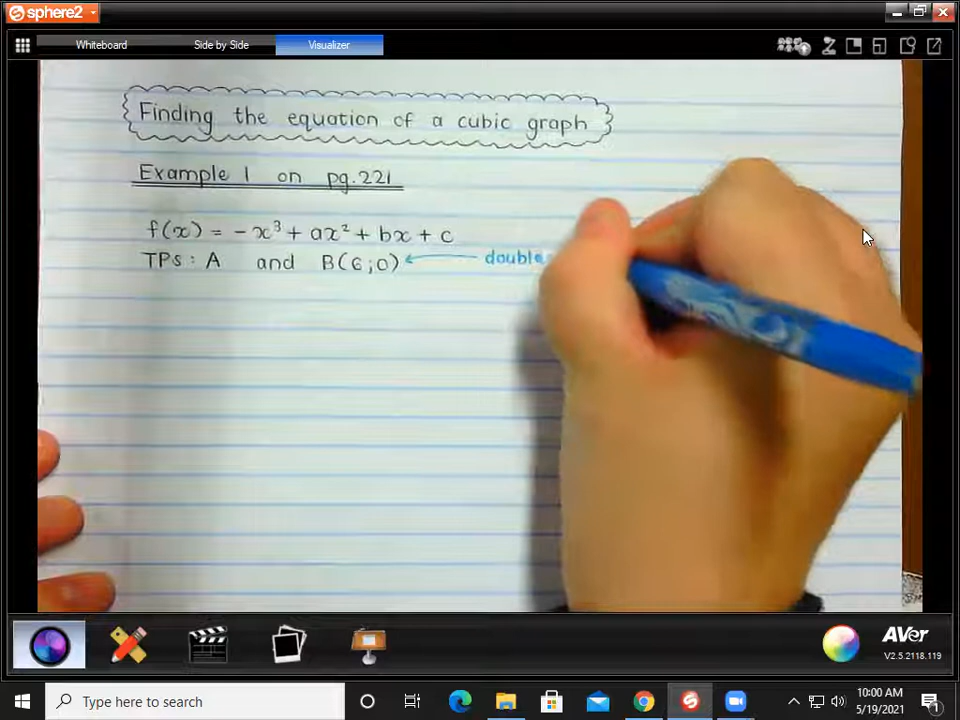 sphere2
Whiteboard
Side by Side
Visualizer
Finding the equation of a cubic graph
Example 1 on pg.221
f(x) = -x³ + ax² + bx + c
TPs: A and B(6;0) double
AVer
V2.5.2118.119
Type here to search
10:00 AM
5/19/2021
1